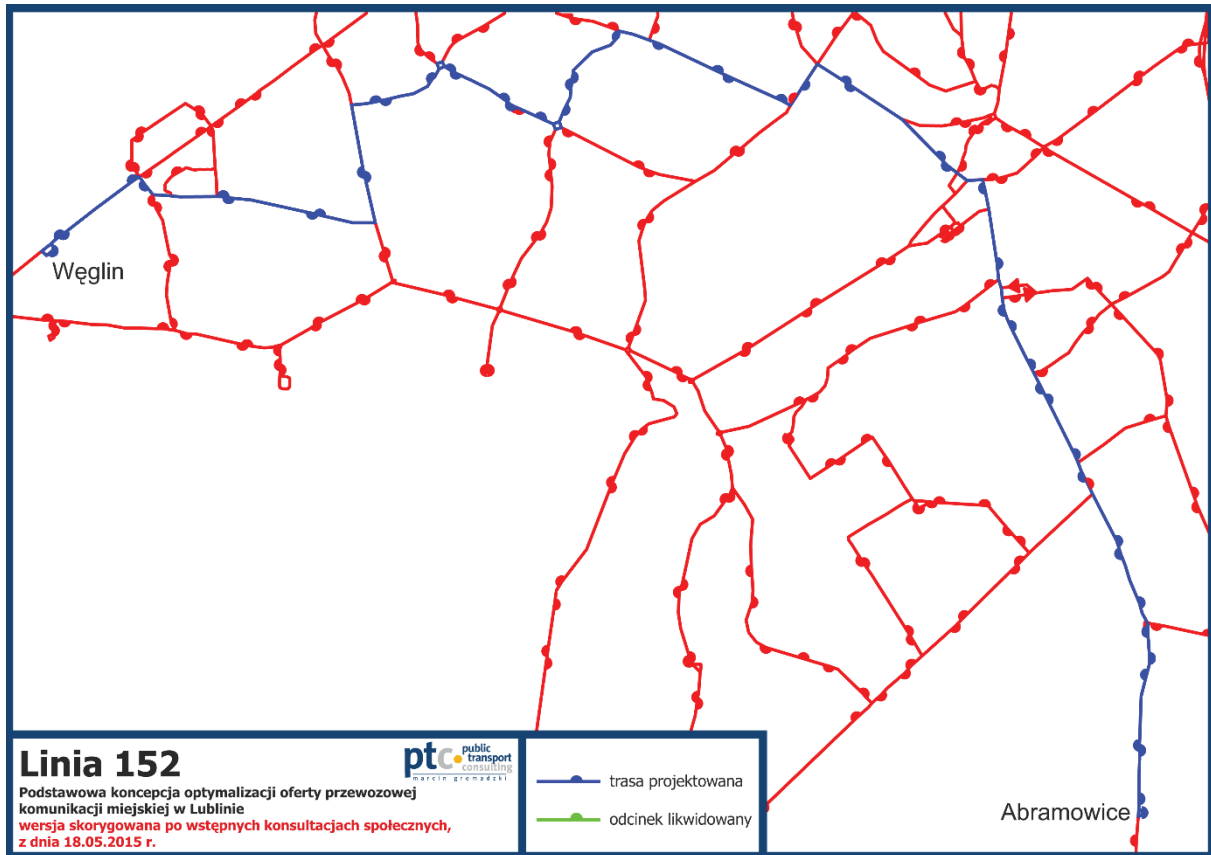 Węglin
Abramowice
Linia 152
ptc. public
transport
consulting
marcin gromadzki
Podstawowa koncepcja optymalizacji oferty przewozowej
komunikacji miejskiej w Lublinie
wersja skorygowana po wstępnych konsultacjach społecznych,
z dnia 18.05.2015 r.
trasa projektowana
odcinek likwidowany